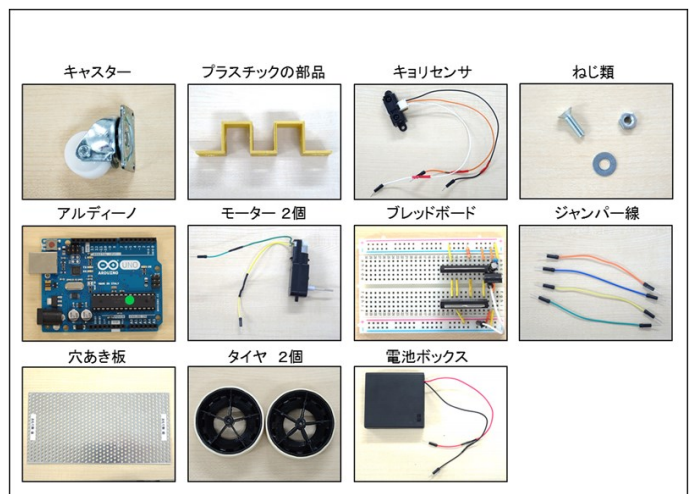 キャスター
プラスチックの部品
キョリセンサ
ねじ類
アルディーノ
モーター 2個
ブレッドボード
ジャンパー線
UNO
ARDUINO
穴あき板
タイヤ 2個
電池ボックス